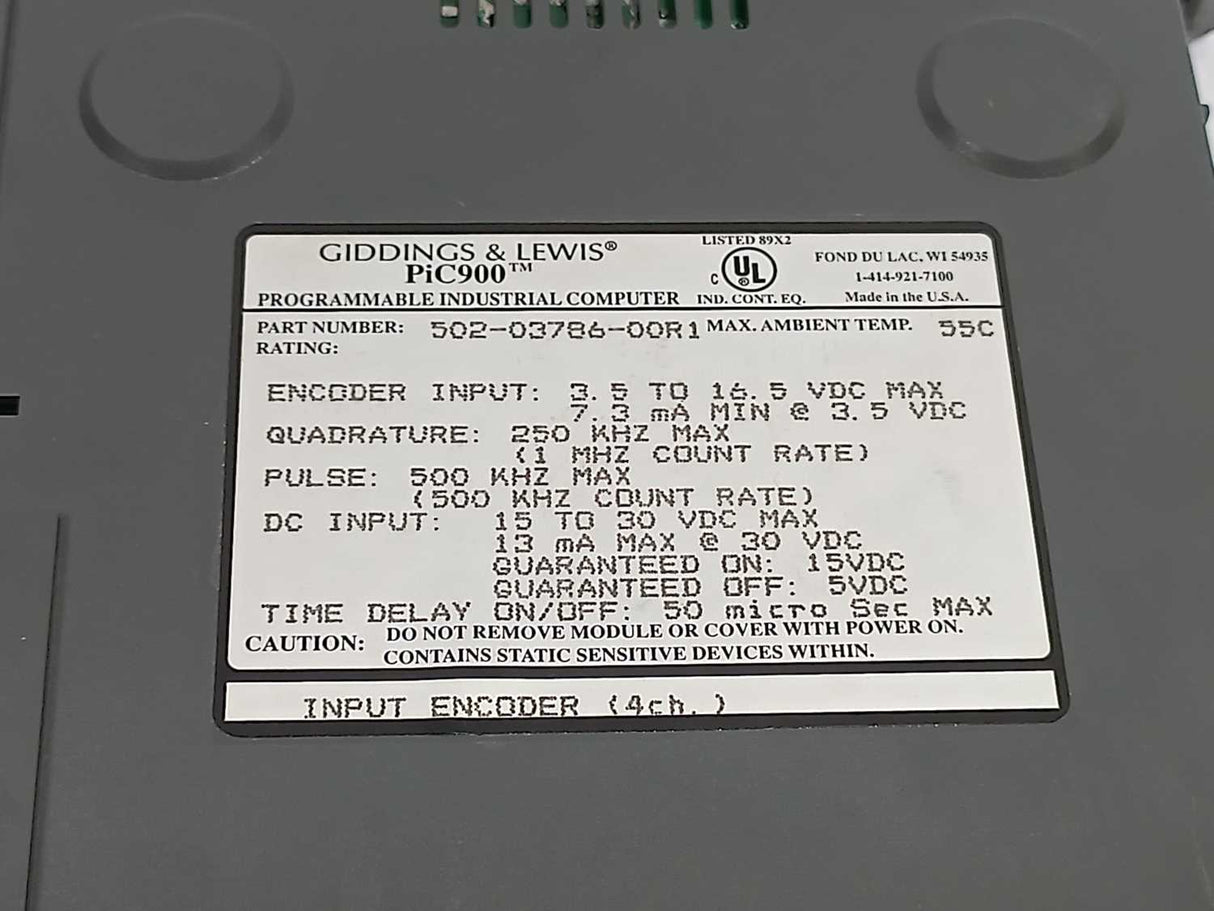 GIDDINGS & LEWIS®
PiC900™
PROGRAMMABLE INDUSTRIAL COMPUTER
LISTED 89X2
C UL ®
IND. CONT. EQ.
FOND DU LAC, WI 54935
1-414-921-7100
Made in the U.S.A.
PART NUMBER: 502-03786-00R1 MAX. AMBIENT TEMP. 55C
RATING:
ENCODER INPUT: 3.5 TO 16.5 VDC MAX
7.3 mA MIN @ 3.5 VDC
QUADRATURE: 250 KHZ MAX
(1 MHZ COUNT RATE)
PULSE: 500 KHZ MAX
(500 KHZ COUNT RATE)
DC INPUT: 15 TO 30 VDC MAX
13 mA MAX @ 30 VDC
GUARANTEED ON: 15VDC
GUARANTEED OFF: 5VDC
TIME DELAY ON/OFF: 50 micro Sec MAX
CAUTION: DO NOT REMOVE MODULE OR COVER WITH POWER ON.
CONTAINS STATIC SENSITIVE DEVICES WITHIN.
INPUT ENCODER (4ch.)